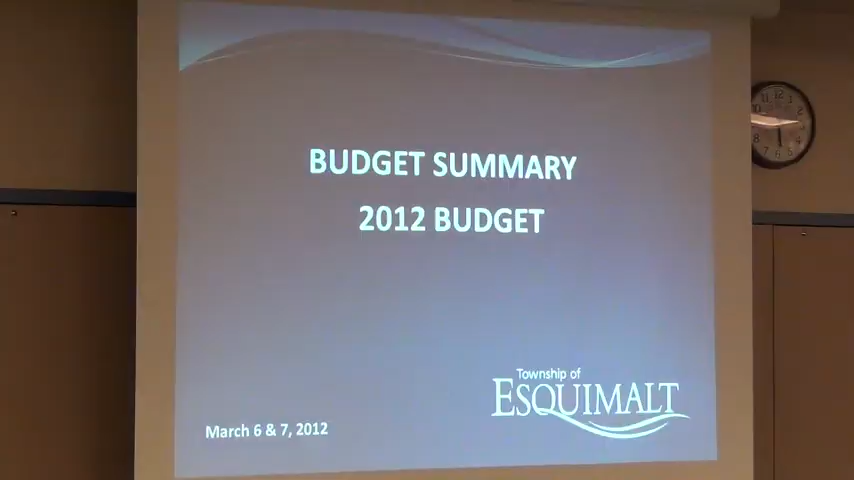 BUDGET SUMMARY
2012 BUDGET
Township of
ESQUIMALT
March 6 & 7, 2012